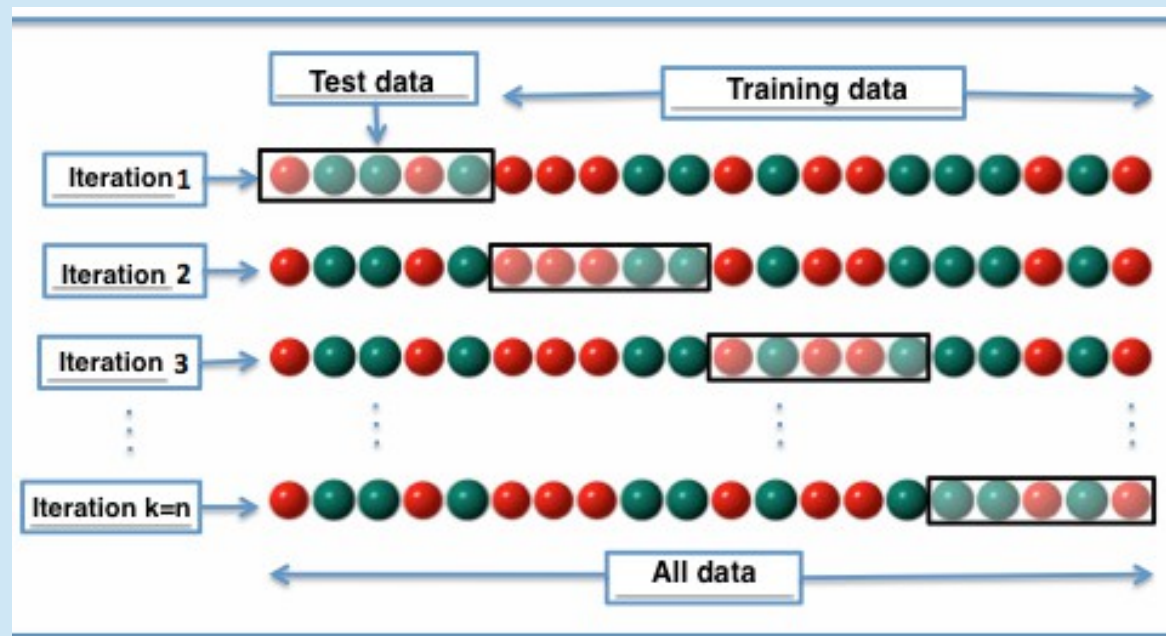 Test data
Training data
Iteration 1
Iteration 2
Iteration 3
Iteration k=n
All data